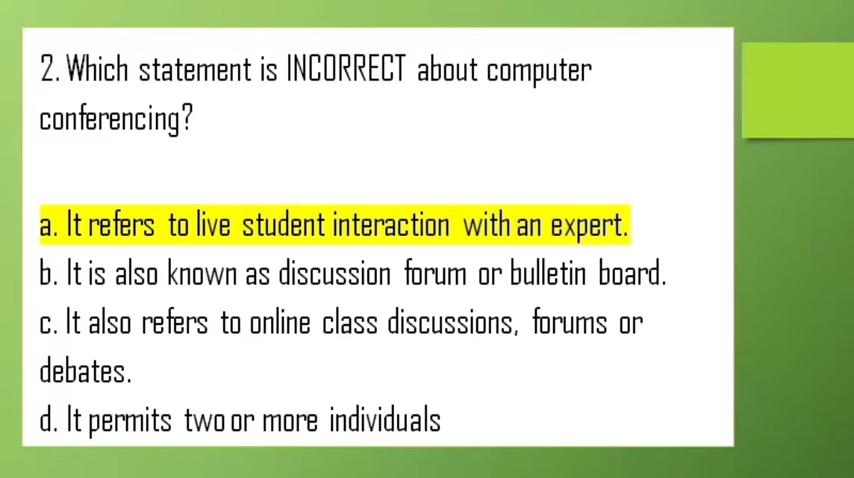 2. Which statement is INCORRECT about computer
conferencing?
a. It refers to live student interaction with an expert.
b. It is also known as discussion forum or bulletin board.
c. It also refers to online class discussions, forums or
debates.
d. It permits two or more individuals